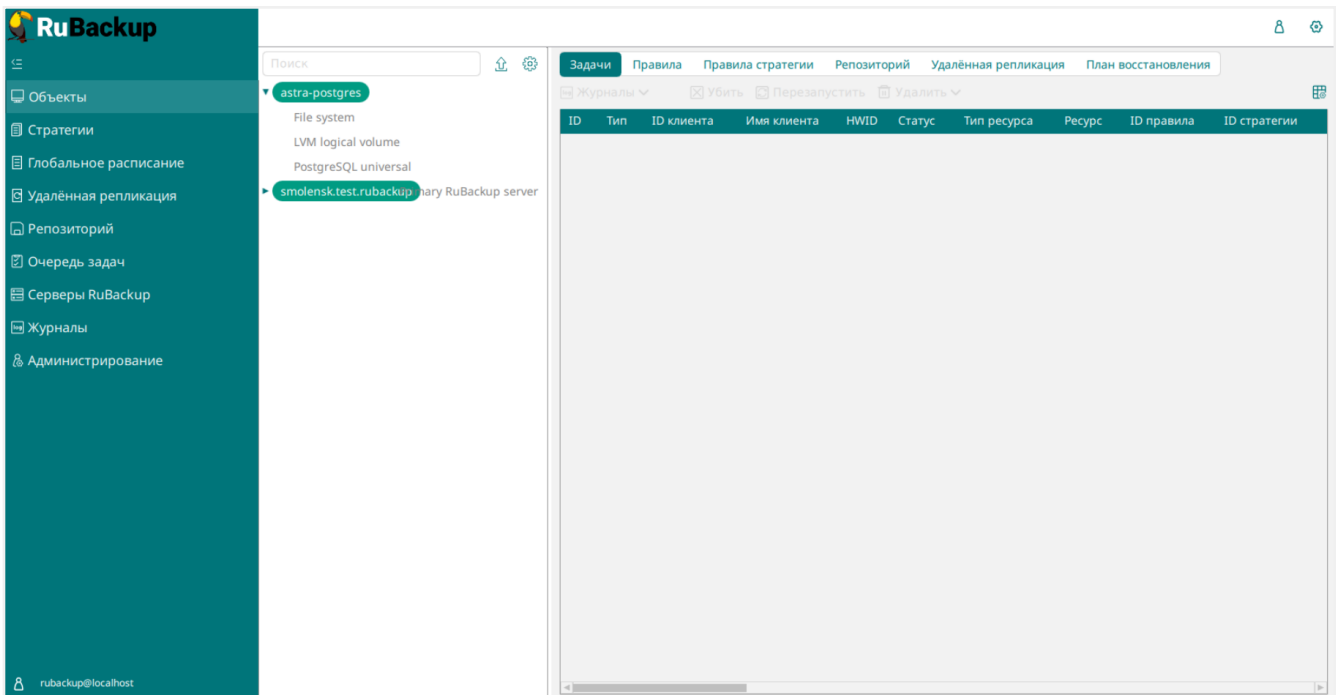 RuBackup
Объекты
Стратегии
Глобальное расписание
Удалённая репликация
Репозиторий
Очередь задач
Серверы RuBackup
Журналы
Администрирование
rubackup@localhost
Поиск
astra-postgres
File system
LVM logical volume
PostgreSQL universal
smolensk.test.rubackup RuBackup server
Задачи Правила Правила стратегии Репозиторий Удалённая репликация План восстановления
Журналы Убить Перезапустить Удалить
ID Тип ID клиента Имя клиента HWID Статус Тип ресурса Ресурс ID правила ID стратегии